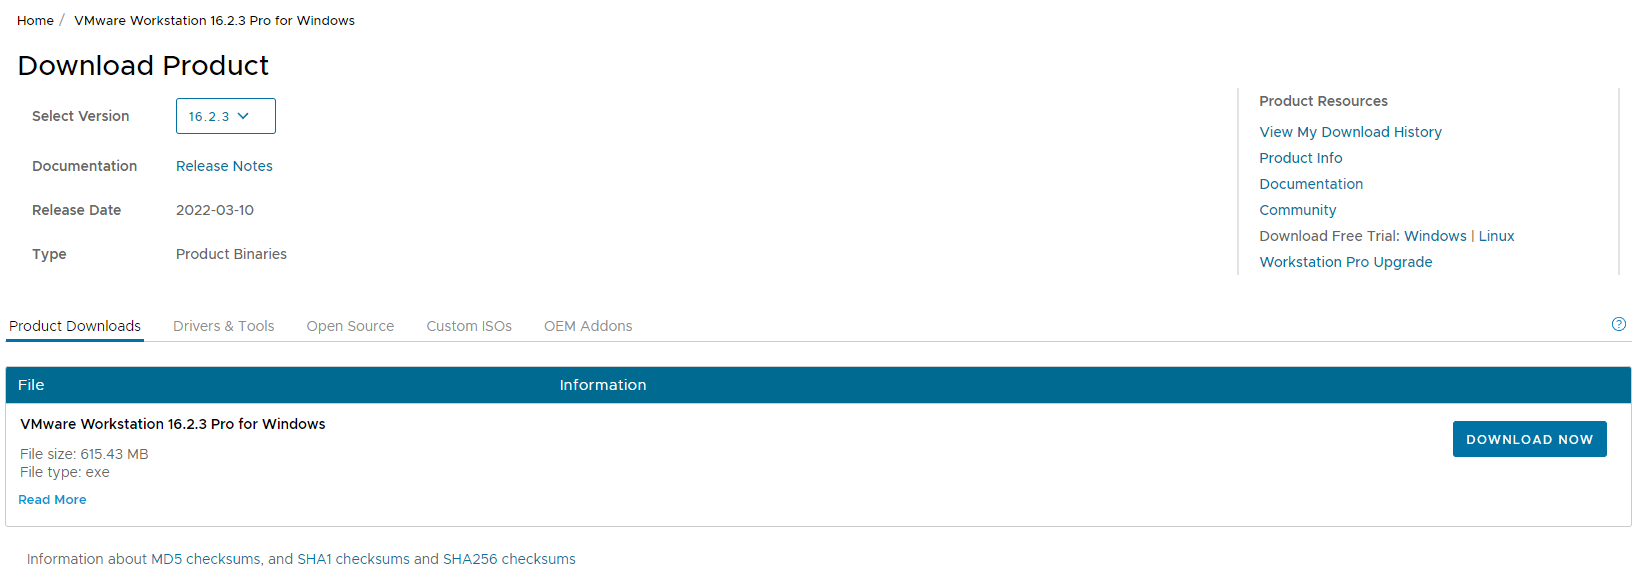 Home / VMware Workstation 16.2.3 Pro for Windows
Download Product
Select Version 16.2.3
Documentation Release Notes
Release Date 2022-03-10
Type Product Binaries
Product Resources
View My Download History
Product Info
Documentation
Community
Download Free Trial: Windows | Linux
Workstation Pro Upgrade
Product Downloads Drivers & Tools Open Source Custom ISOs OEM Addons ?
File Information
VMware Workstation 16.2.3 Pro for Windows
File size: 615.43 MB
File type: exe
Read More
DOWNLOAD NOW
Information about MD5 checksums, and SHA1 checksums and SHA256 checksums